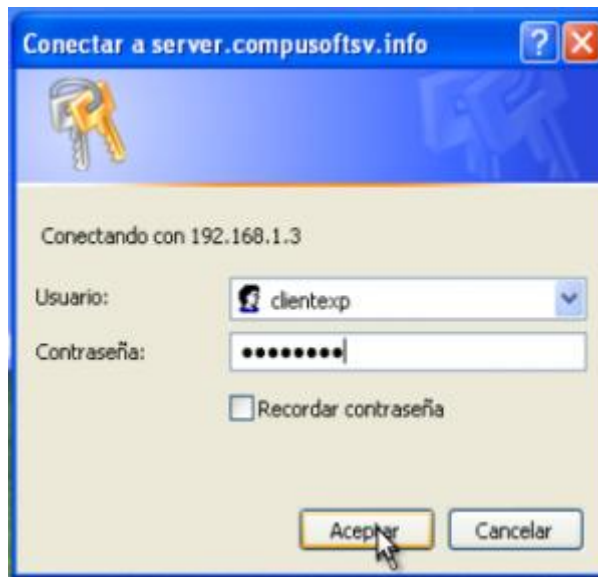 Conectar a server.compusoftsv.info
Conectando con 192.168.1.3
Usuario: clientexp
Contraseña: ••••••••
Recordar contraseña
Aceptar Cancelar